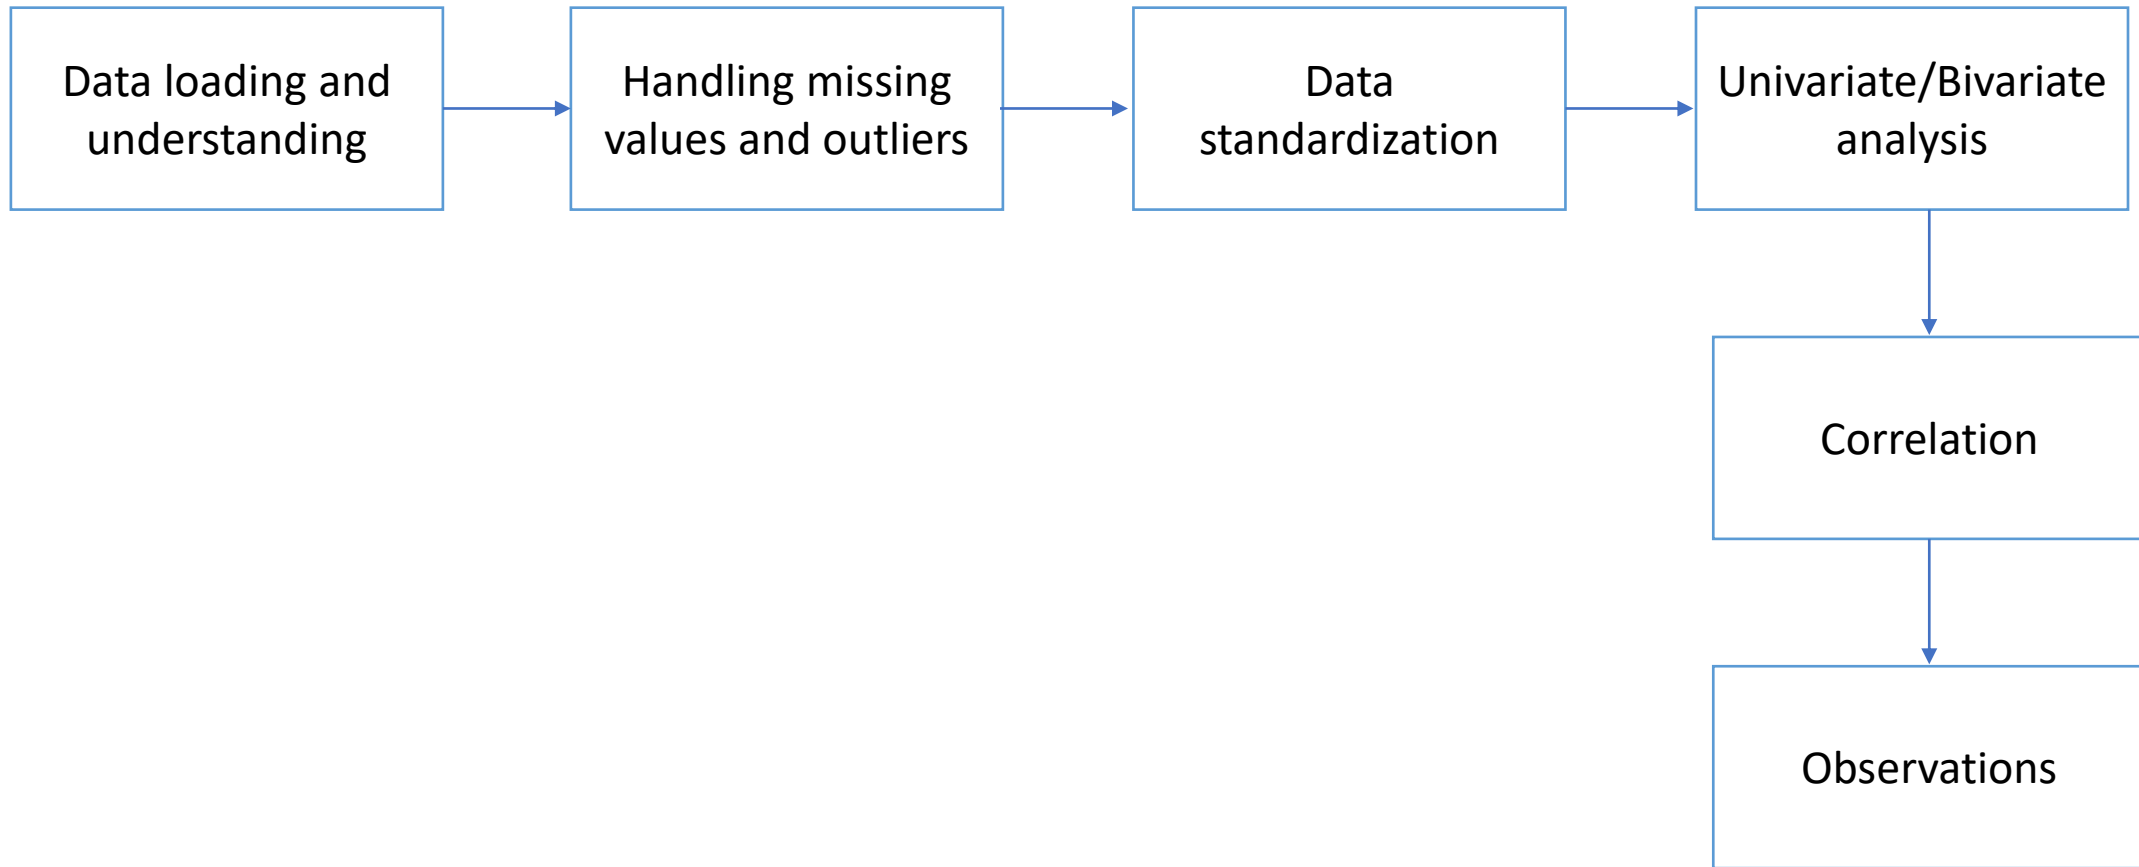 Data loading and
understanding
Handling missing
values and outliers
Data
standardization
Univariate/Bivariate
analysis
Correlation
Observations